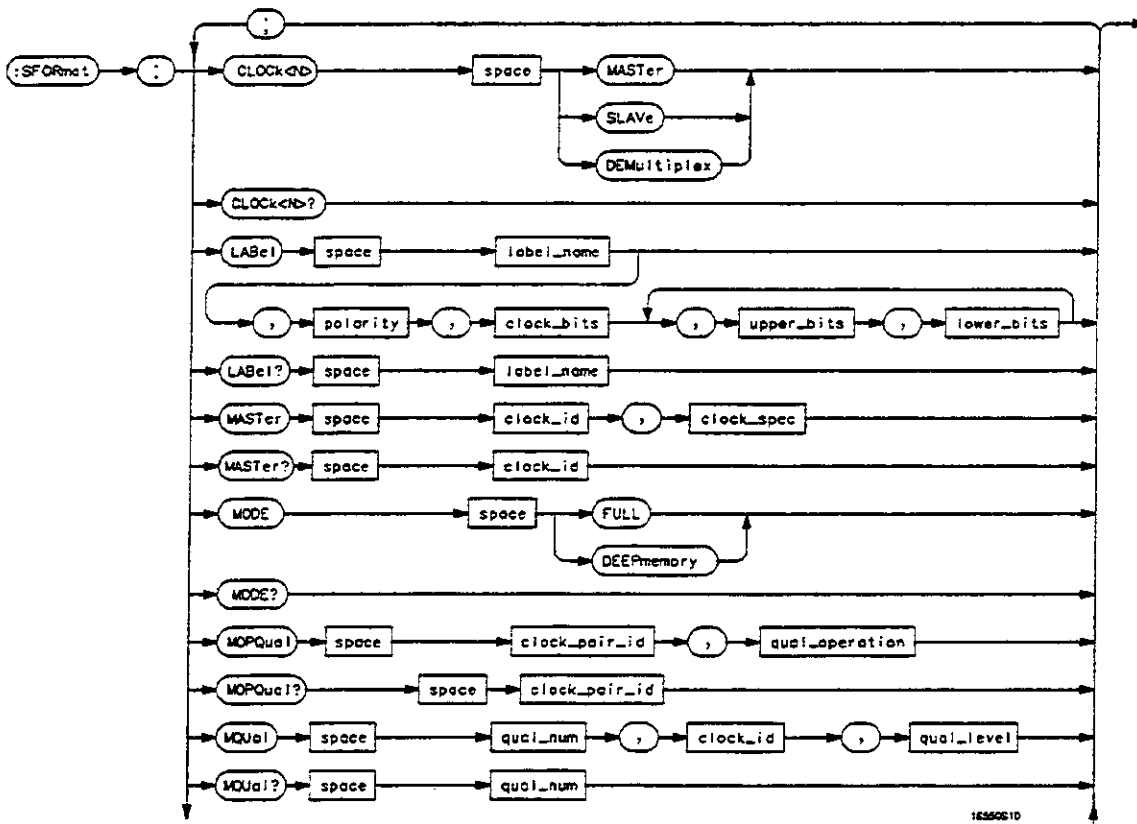 ;
:SFORmat : CLOCk<N> space MASTer
SLAVe
DEMultiplex
CLOCk<N>?
LABel space label_name
, polarity , clock_bits , upper_bits , lower_bits
LABel? space label_name
MASTer space clock_id , clock_spec
MASTer? space clock_id
MODE space FULL
DEEPmemory
MODE?
MOPQual space clock_pair_id , qual_operation
MOPQual? space clock_pair_id
MQUal space qual_num , clock_id , qual_level
MQUal? space qual_num